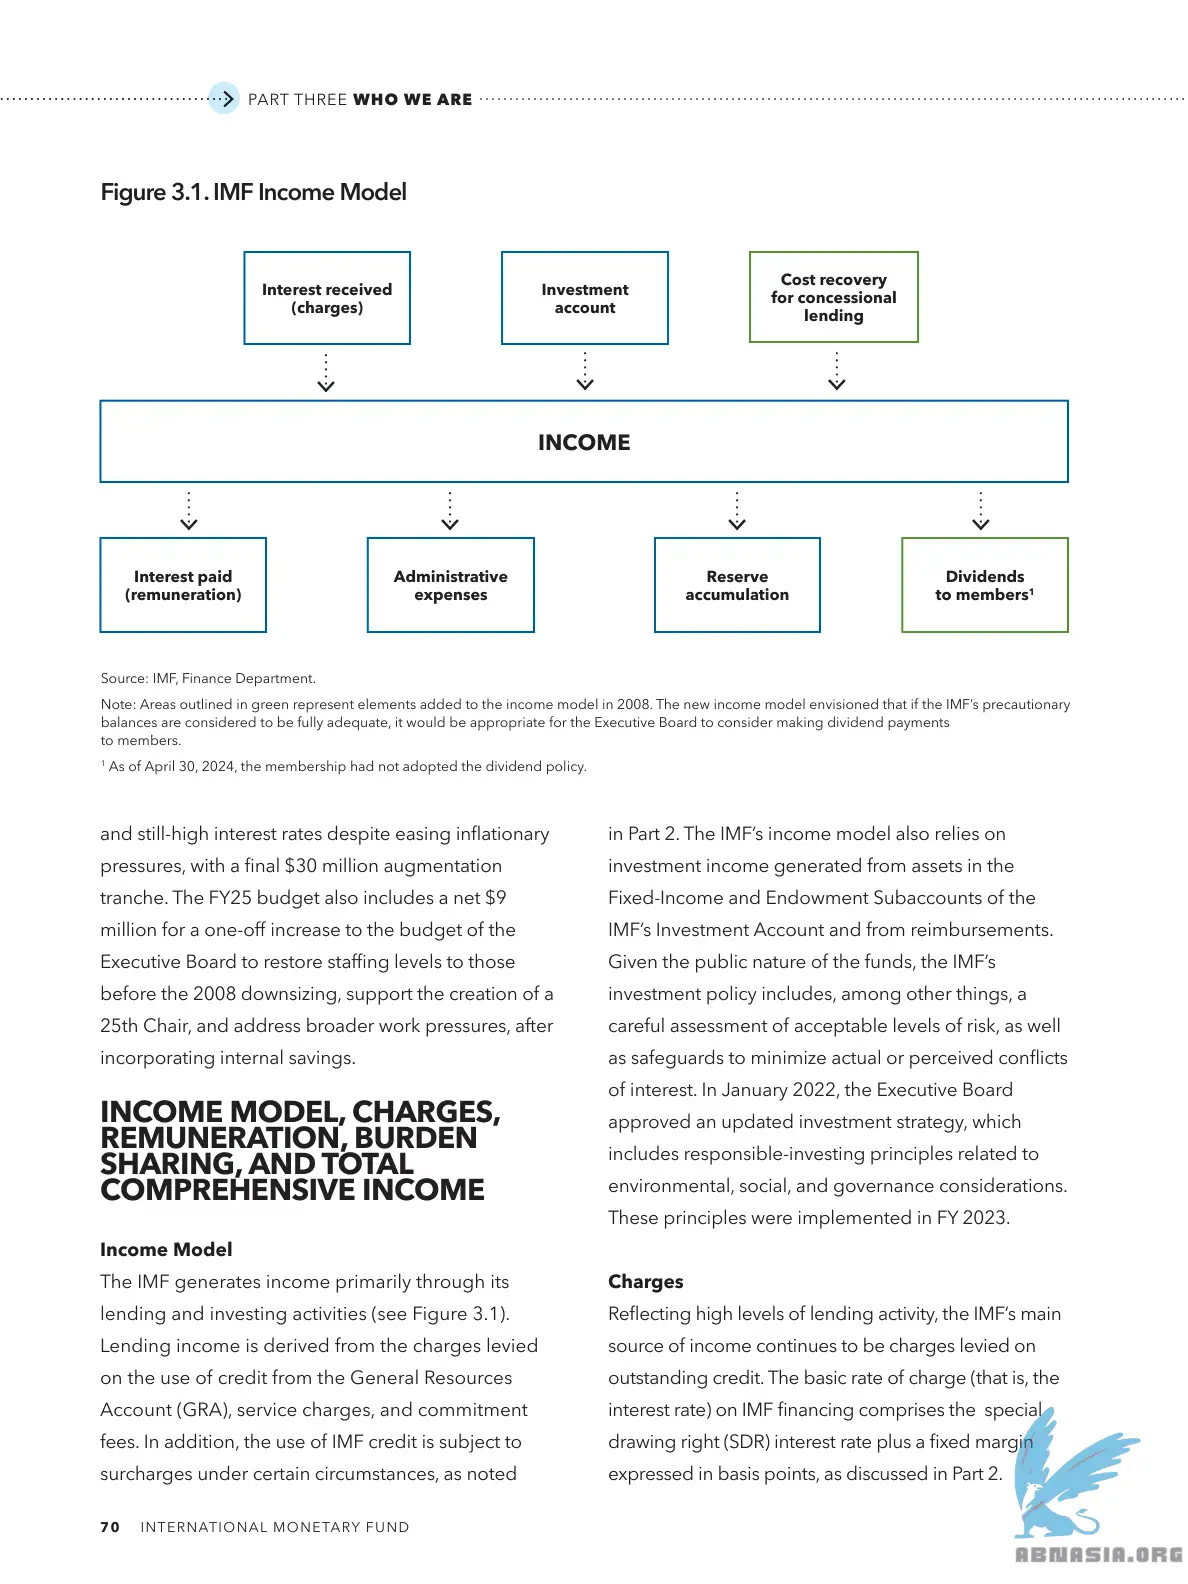 PART THREE WHO WE ARE
Figure 3.1. IMF Income Model
Interest received
(charges)
Investment
account
Cost recovery
for concessional
lending
INCOME
Interest paid
(remuneration)
Administrative
expenses
Reserve
accumulation
Dividends
to members¹
Source: IMF, Finance Department.
Note: Areas outlined in green represent elements added to the income model in 2008. The new income model envisioned that if the IMF’s precautionary
balances are considered to be fully adequate, it would be appropriate for the Executive Board to consider making dividend payments
to members.
¹ As of April 30, 2024, the membership had not adopted the dividend policy.
and still-high interest rates despite easing inflationary
pressures, with a final $30 million augmentation
tranche. The FY25 budget also includes a net $9
million for a one-off increase to the budget of the
Executive Board to restore staffing levels to those
before the 2008 downsizing, support the creation of a
25th Chair, and address broader work pressures, after
incorporating internal savings.
INCOME MODEL, CHARGES,
REMUNERATION, BURDEN
SHARING, AND TOTAL
COMPREHENSIVE INCOME
Income Model
The IMF generates income primarily through its
lending and investing activities (see Figure 3.1).
Lending income is derived from the charges levied
on the use of credit from the General Resources
Account (GRA), service charges, and commitment
fees. In addition, the use of IMF credit is subject to
surcharges under certain circumstances, as noted
in Part 2. The IMF’s income model also relies on
investment income generated from assets in the
Fixed-Income and Endowment Subaccounts of the
IMF’s Investment Account and from reimbursements.
Given the public nature of the funds, the IMF’s
investment policy includes, among other things, a
careful assessment of acceptable levels of risk, as well
as safeguards to minimize actual or perceived conflicts
of interest. In January 2022, the Executive Board
approved an updated investment strategy, which
includes responsible-investing principles related to
environmental, social, and governance considerations.
These principles were implemented in FY 2023.
Charges
Reflecting high levels of lending activity, the IMF’s main
source of income continues to be charges levied on
outstanding credit. The basic rate of charge (that is, the
interest rate) on IMF financing comprises the special
drawing right (SDR) interest rate plus a fixed margin
expressed in basis points, as discussed in Part 2.
70 INTERNATIONAL MONETARY FUND
ABNASIA.ORG